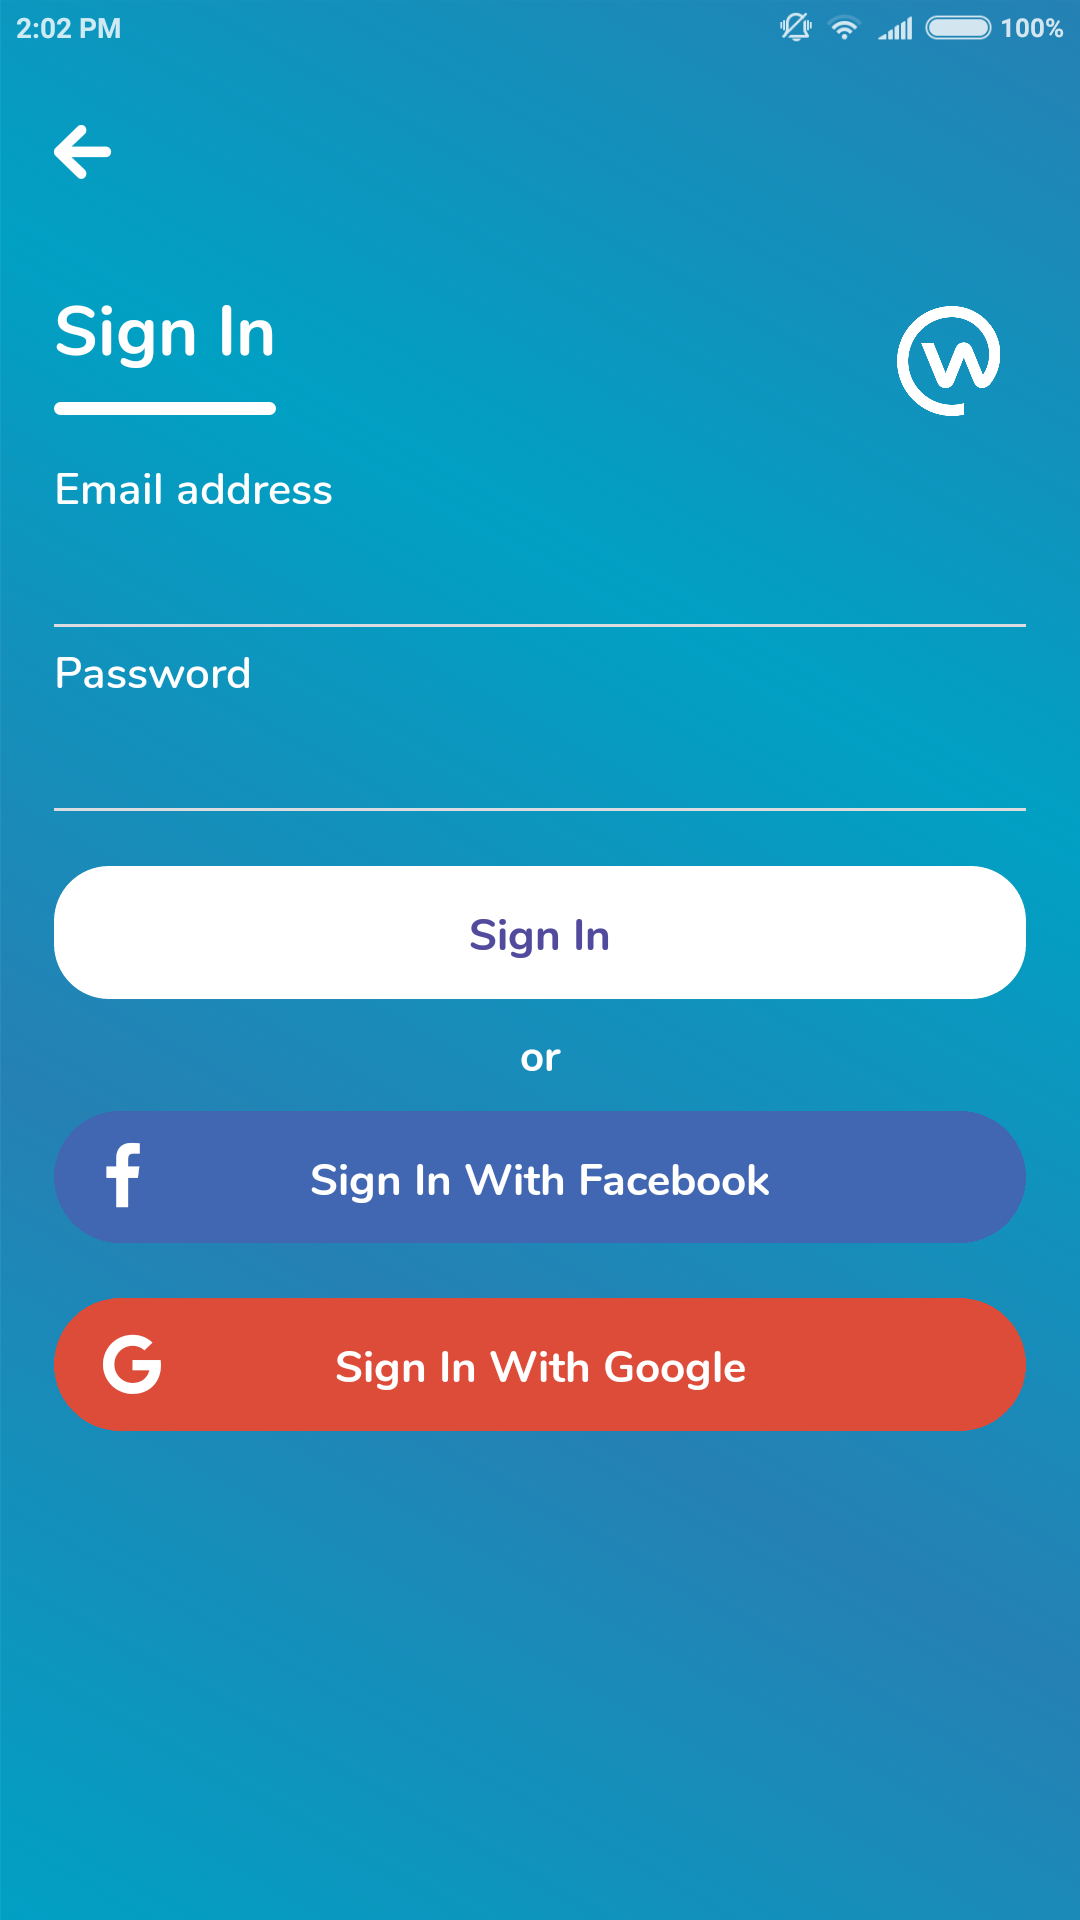 2:02 PM 100%
Sign In
Email address
Password
Sign In
or
Sign In With Facebook
Sign In With Google